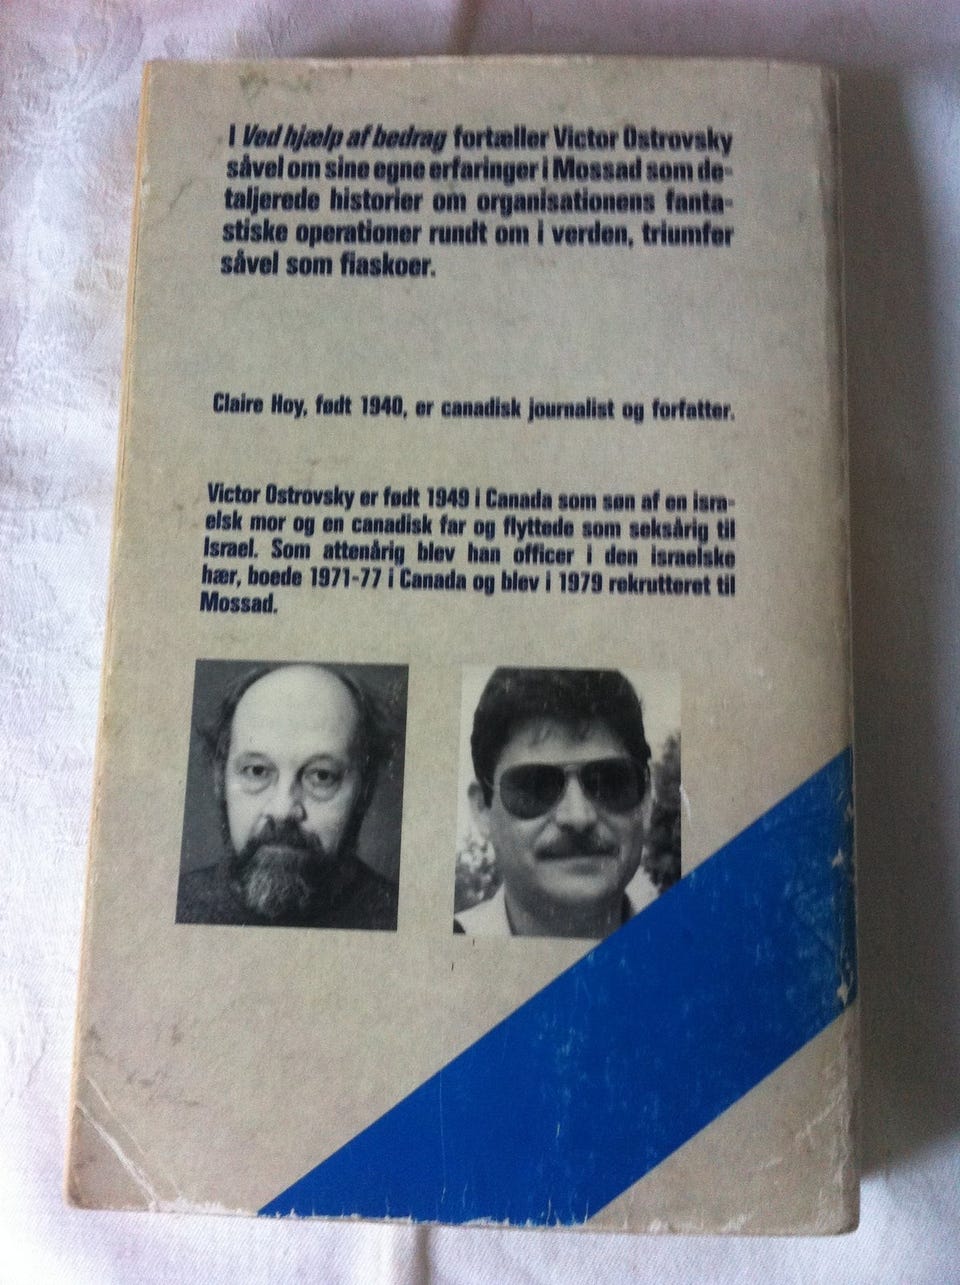 I Ved hjælp af bedrag fortæller Victor Ostrovsky
såvel om sine egne erfaringer i Mossad som de-
taljerede historier om organisationens fanta-
stiske operationer rundt om i verden, triumfer
såvel som fiaskoer.
Claire Hoy, født 1940, er canadisk journalist og forfatter.
Victor Ostrovsky er født 1949 i Canada som søn af en isra-
elsk mor og en canadisk far og flyttede som seksårig til
Israel. Som attenårig blev han officer i den israelske
hær, boede 1971-77 i Canada og blev i 1979 rekrutteret til
Mossad.